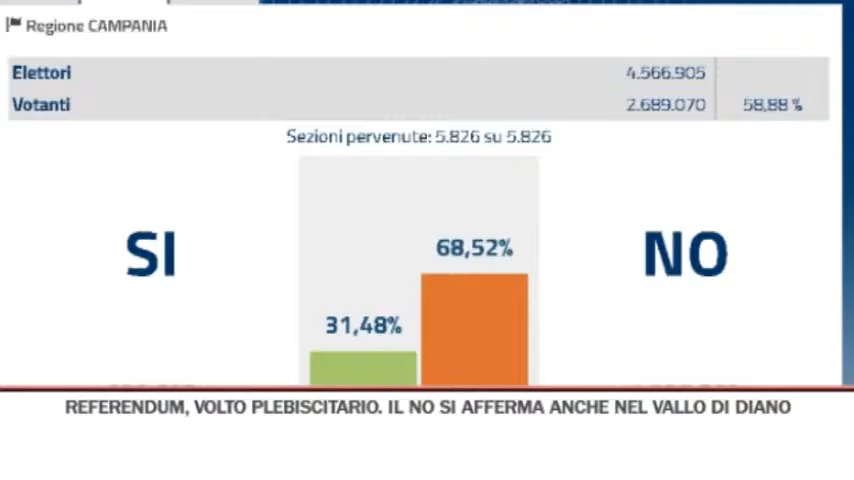 Regione CAMPANIA
Elettori 4.566.905
Votanti 2.689.070 58,88 %
Sezioni pervenute: 5.826 su 5.826
SI
68,52%
NO
31,48%
REFERENDUM, VOLTO PLEBISCITARIO. IL NO SI AFFERMA ANCHE NEL VALLO DI DIANO